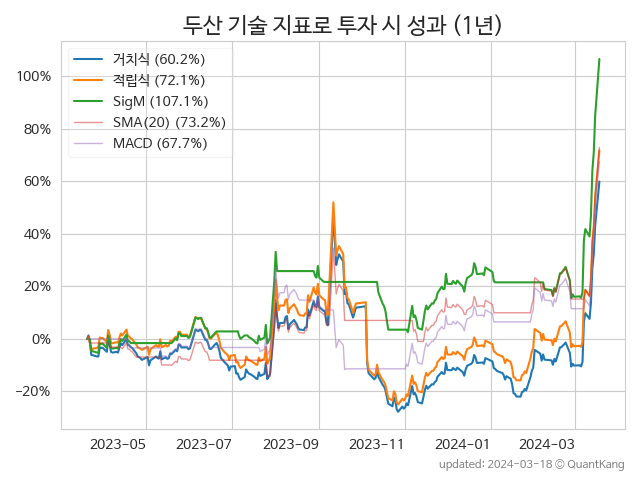 두산 기술 지표로 투자 시 성과 (1년)
거치식 (60.2%)
적립식 (72.1%)
SigM (107.1%)
SMA(20) (73.2%)
MACD (67.7%)
100%
80%
60%
40%
20%
0%
−20%
2023-05 2023-07 2023-09 2023-11 2024-01 2024-03
updated: 2024-03-18 © QuantKang